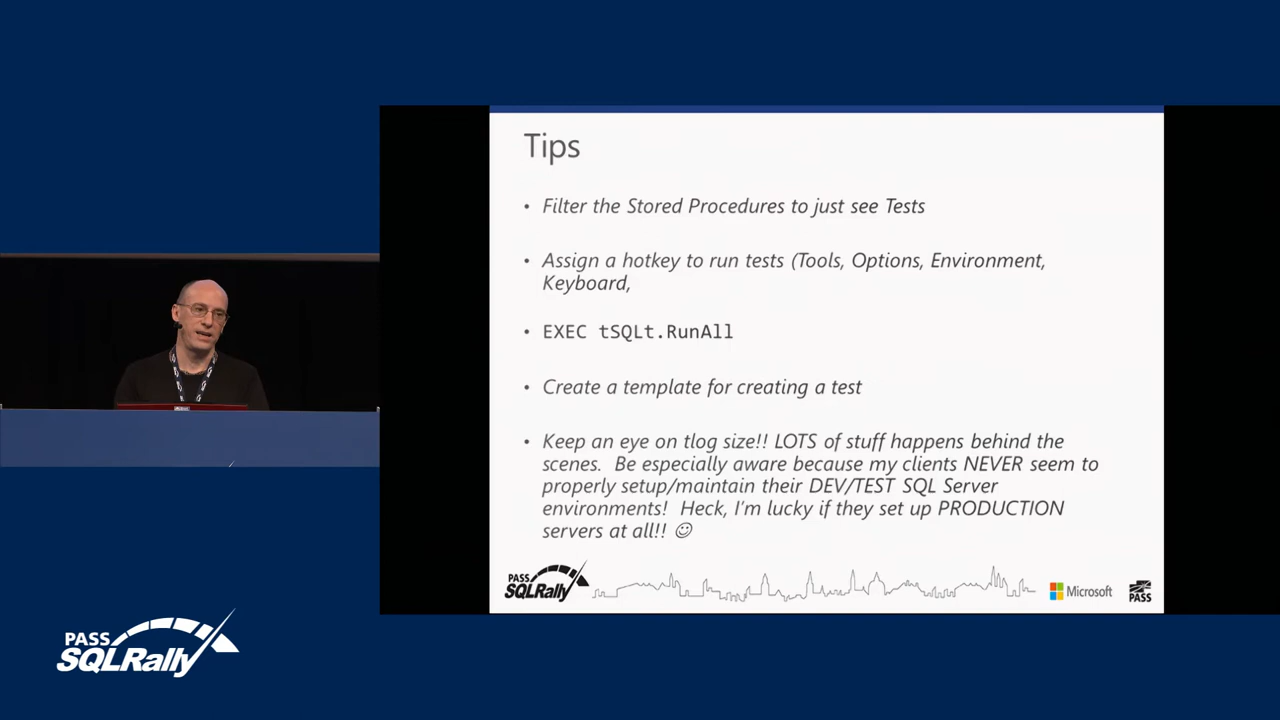 Tips
• Filter the Stored Procedures to just see Tests
• Assign a hotkey to run tests (Tools, Options, Environment,
Keyboard,
• EXEC tSQLt.RunAll
• Create a template for creating a test
• Keep an eye on tlog size!! LOTS of stuff happens behind the
scenes.  Be especially aware because my clients NEVER seem to
properly setup/maintain their DEV/TEST SQL Server
environments!  Heck, I'm lucky if they set up PRODUCTION
servers at all!! ☺
PASS
SQLRally
Microsoft
PASS
PASS
SQLRally